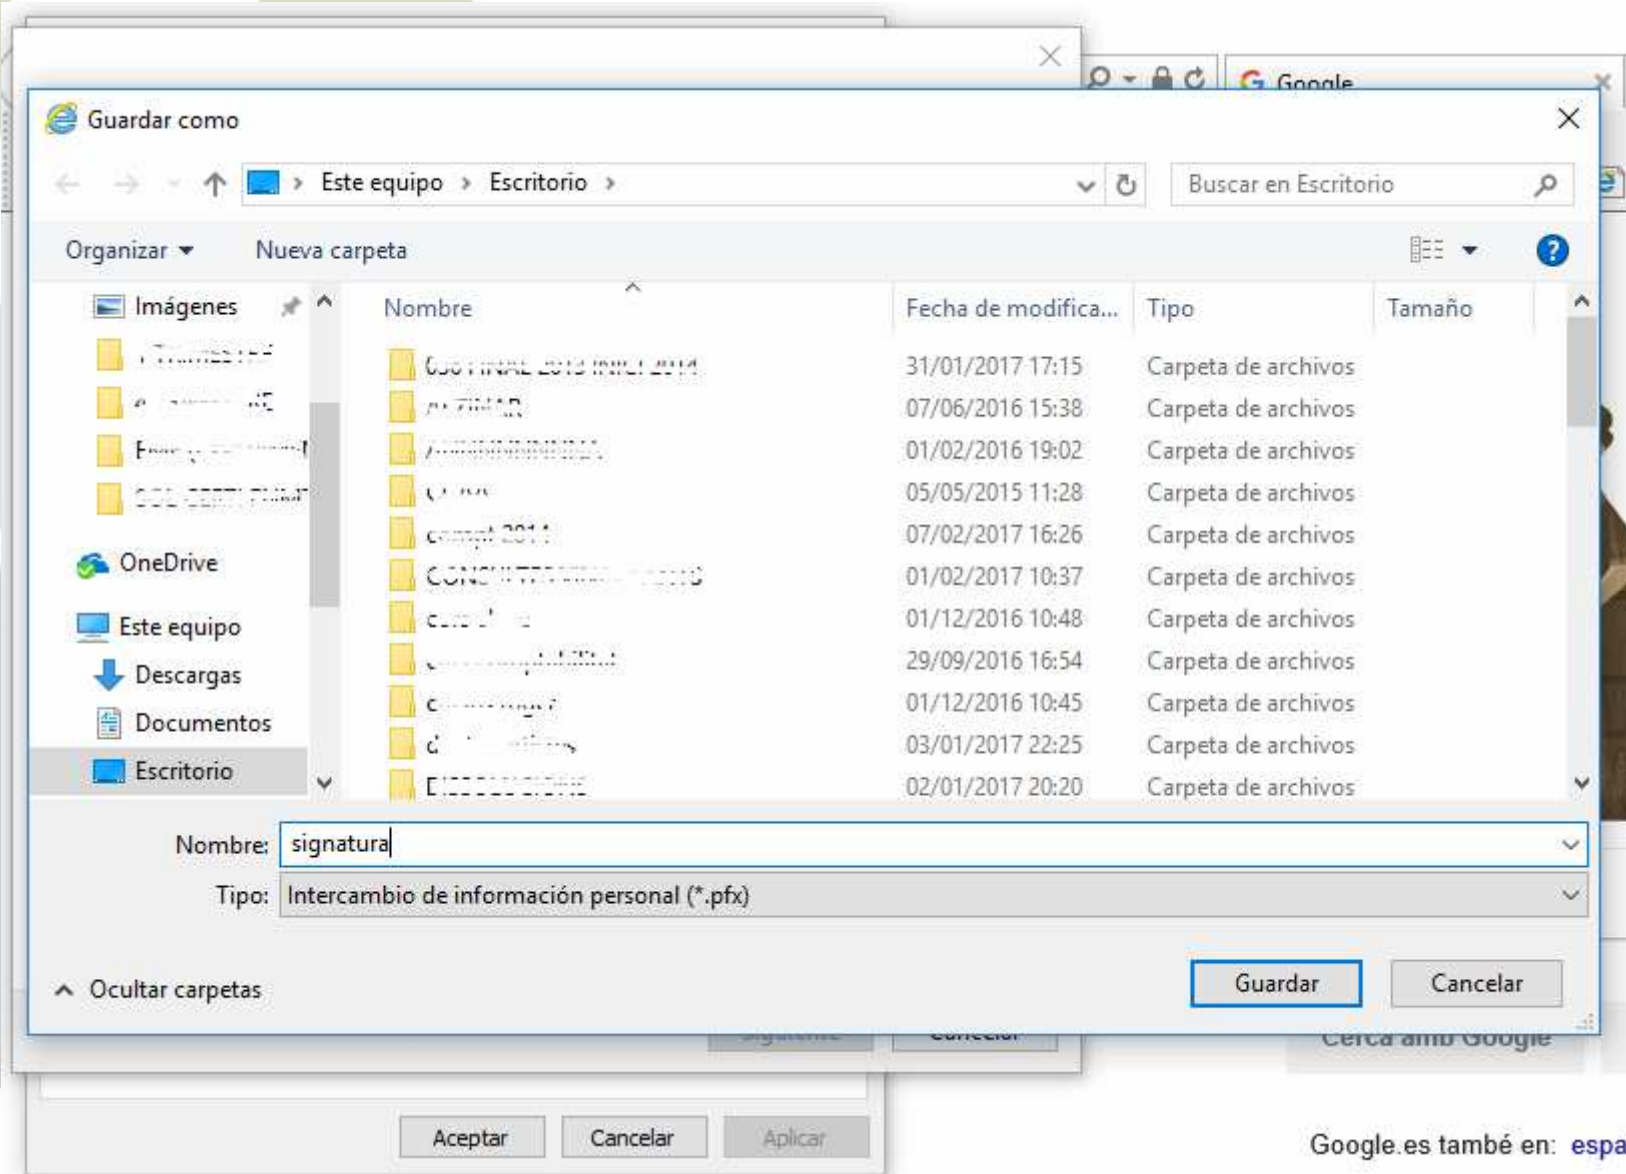 Google
Guardar como
Este equipo > Escritorio >
Buscar en Escritorio
Organizar
Nueva carpeta
Imágenes
Nombre
Fecha de modifica...
Tipo
Tamaño
31/01/2017 17:15 Carpeta de archivos
07/06/2016 15:38 Carpeta de archivos
01/02/2016 19:02 Carpeta de archivos
05/05/2015 11:28 Carpeta de archivos
07/02/2017 16:26 Carpeta de archivos
01/02/2017 10:37 Carpeta de archivos
01/12/2016 10:48 Carpeta de archivos
29/09/2016 16:54 Carpeta de archivos
01/12/2016 10:45 Carpeta de archivos
03/01/2017 22:25 Carpeta de archivos
02/01/2017 20:20 Carpeta de archivos
OneDrive
Este equipo
Descargas
Documentos
Escritorio
Nombre: signatura
Tipo: Intercambio de información personal (*.pfx)
Ocultar carpetas
Guardar
Cancelar
Siguiente
Cancelar
Cerca amb Google
Aceptar
Cancelar
Aplicar
Google.es també en: espa